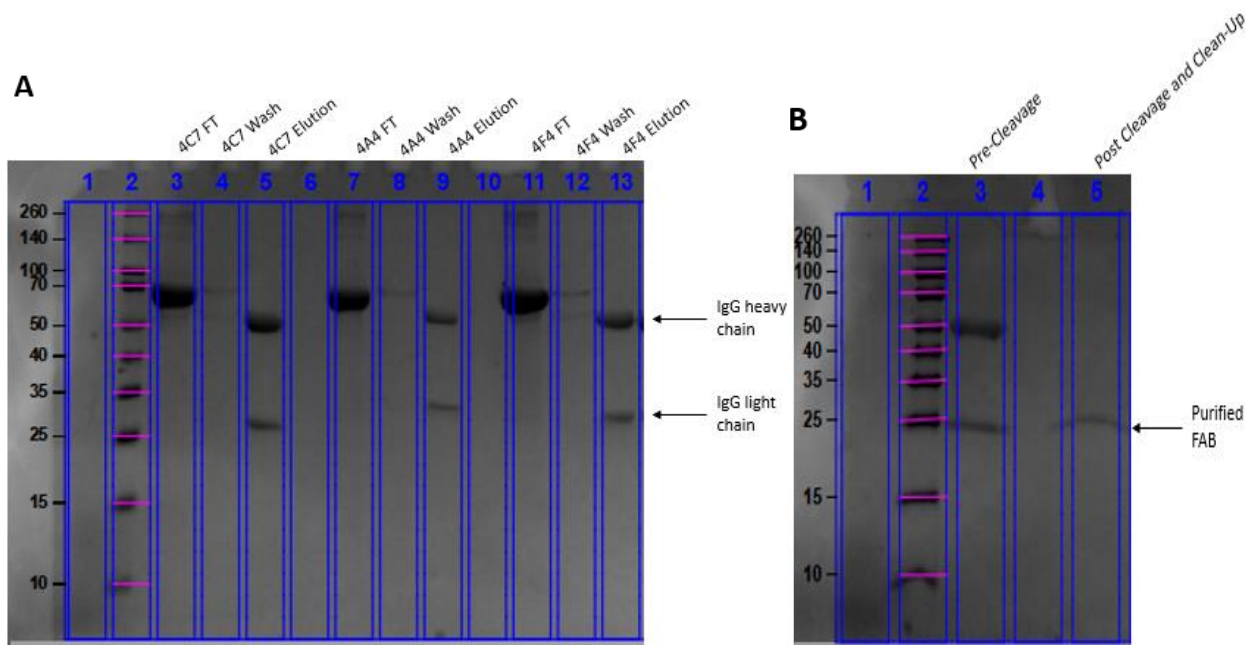 A
4C7 FT
4C7 Wash
4C7 Elution
4A4 FT
4A4 Wash
4A4 Elution
4F4 FT
4F4 Wash
4F4 Elution
1 2 3 4 5 6 7 8 9 10 11 12 13
260
140
100
70
50
40
35
25
15
10
IgG heavy
chain
IgG light
chain
B
Pre-Cleavage
Post Cleavage and Clean-Up
1 2 3 4 5
260
140
100
70
50
40
35
25
15
10
Purified
FAB